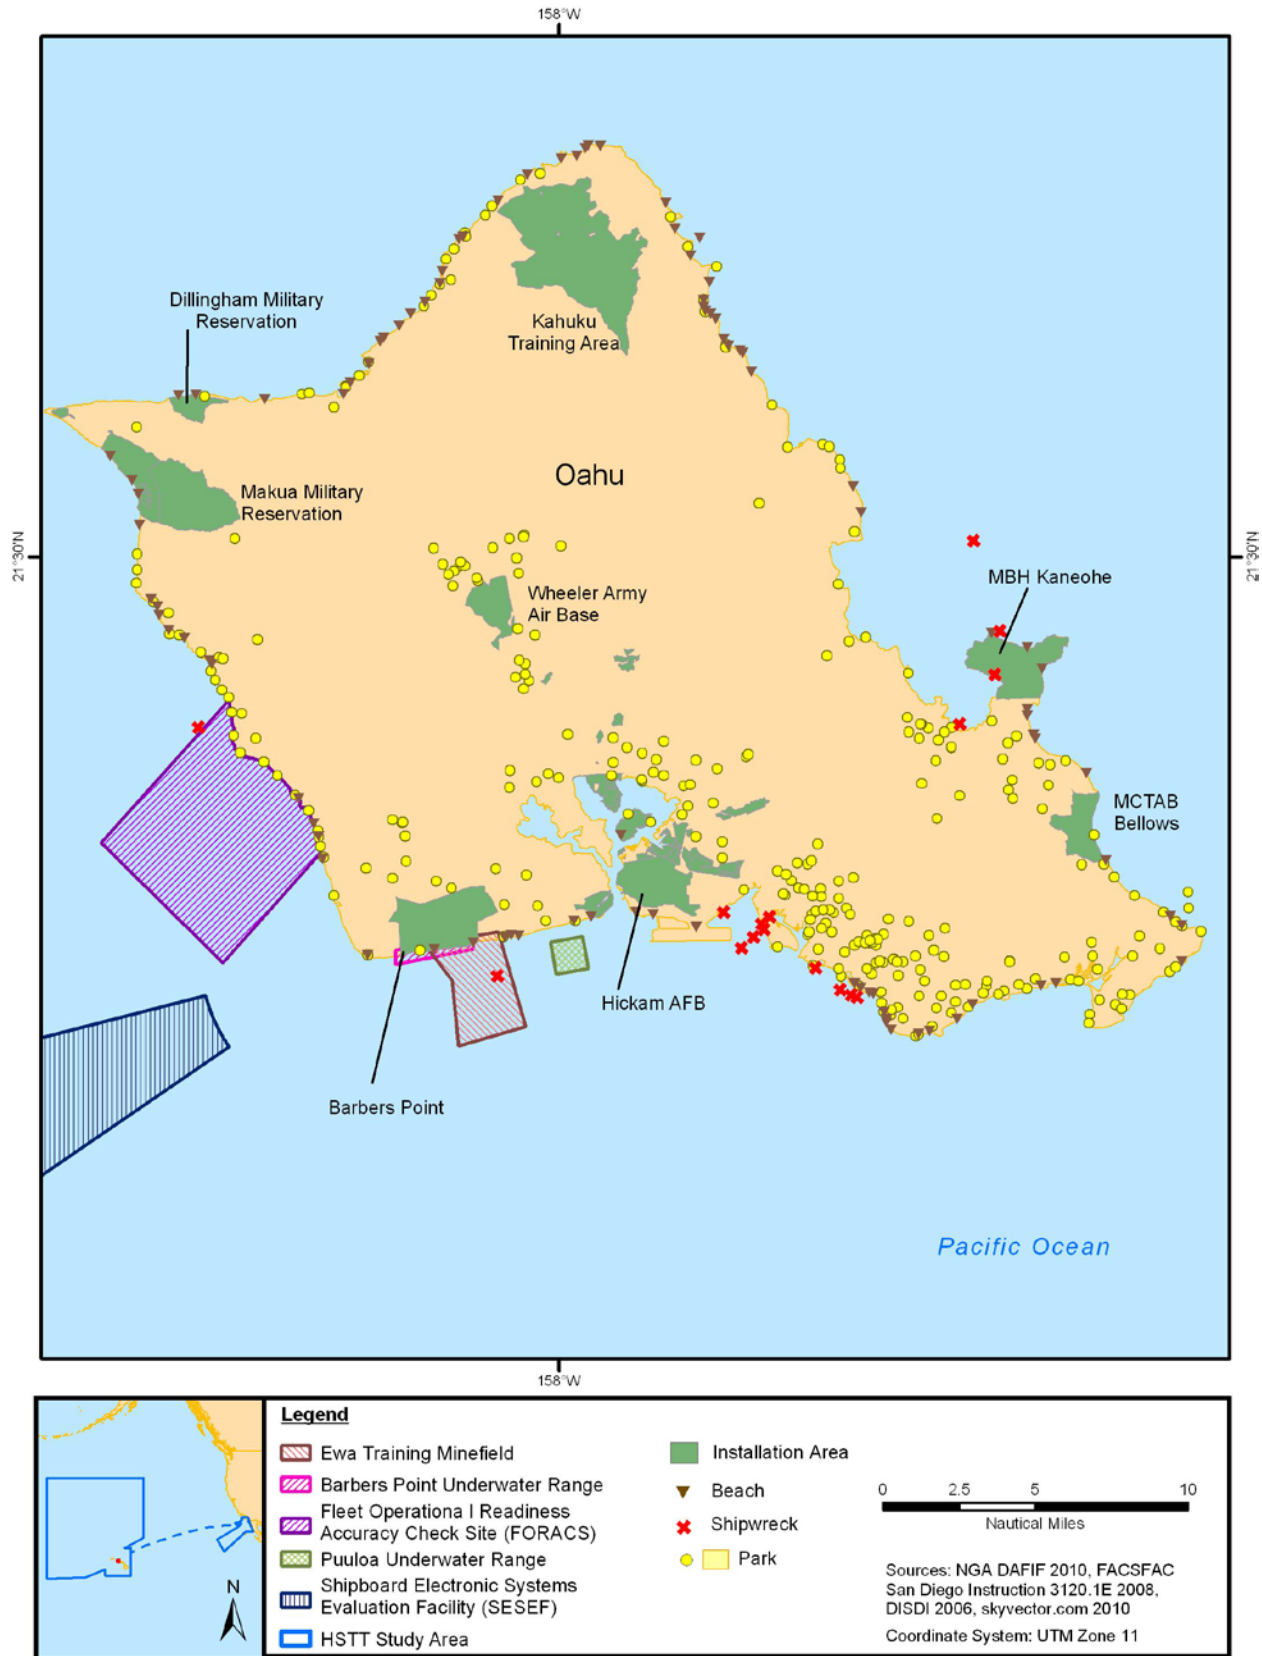 158°W
Dillingham Military
Reservation
Kahuku
Training Area
Oahu
Makua Military
Reservation
21°30'N
21°30'N
MBH Kaneohe
Wheeler Army
Air Base
MCTAB
Bellows
Hickam AFB
Barbers Point
Pacific Ocean
158°W
Legend
Ewa Training Minefield
Barbers Point Underwater Range
Fleet Operationa l Readiness
Accuracy Check Site (FORACS)
Puuloa Underwater Range
Shipboard Electronic Systems
Evaluation Facility (SESEF)
HSTT Study Area
N
Installation Area
Beach
Shipwreck
Park
0 2.5 5 10
Nautical Miles
Sources: NGA DAFIF 2010, FACSFAC
San Diego Instruction 3120.1E 2008,
DISDI 2006, skyvector.com 2010
Coordinate System: UTM Zone 11